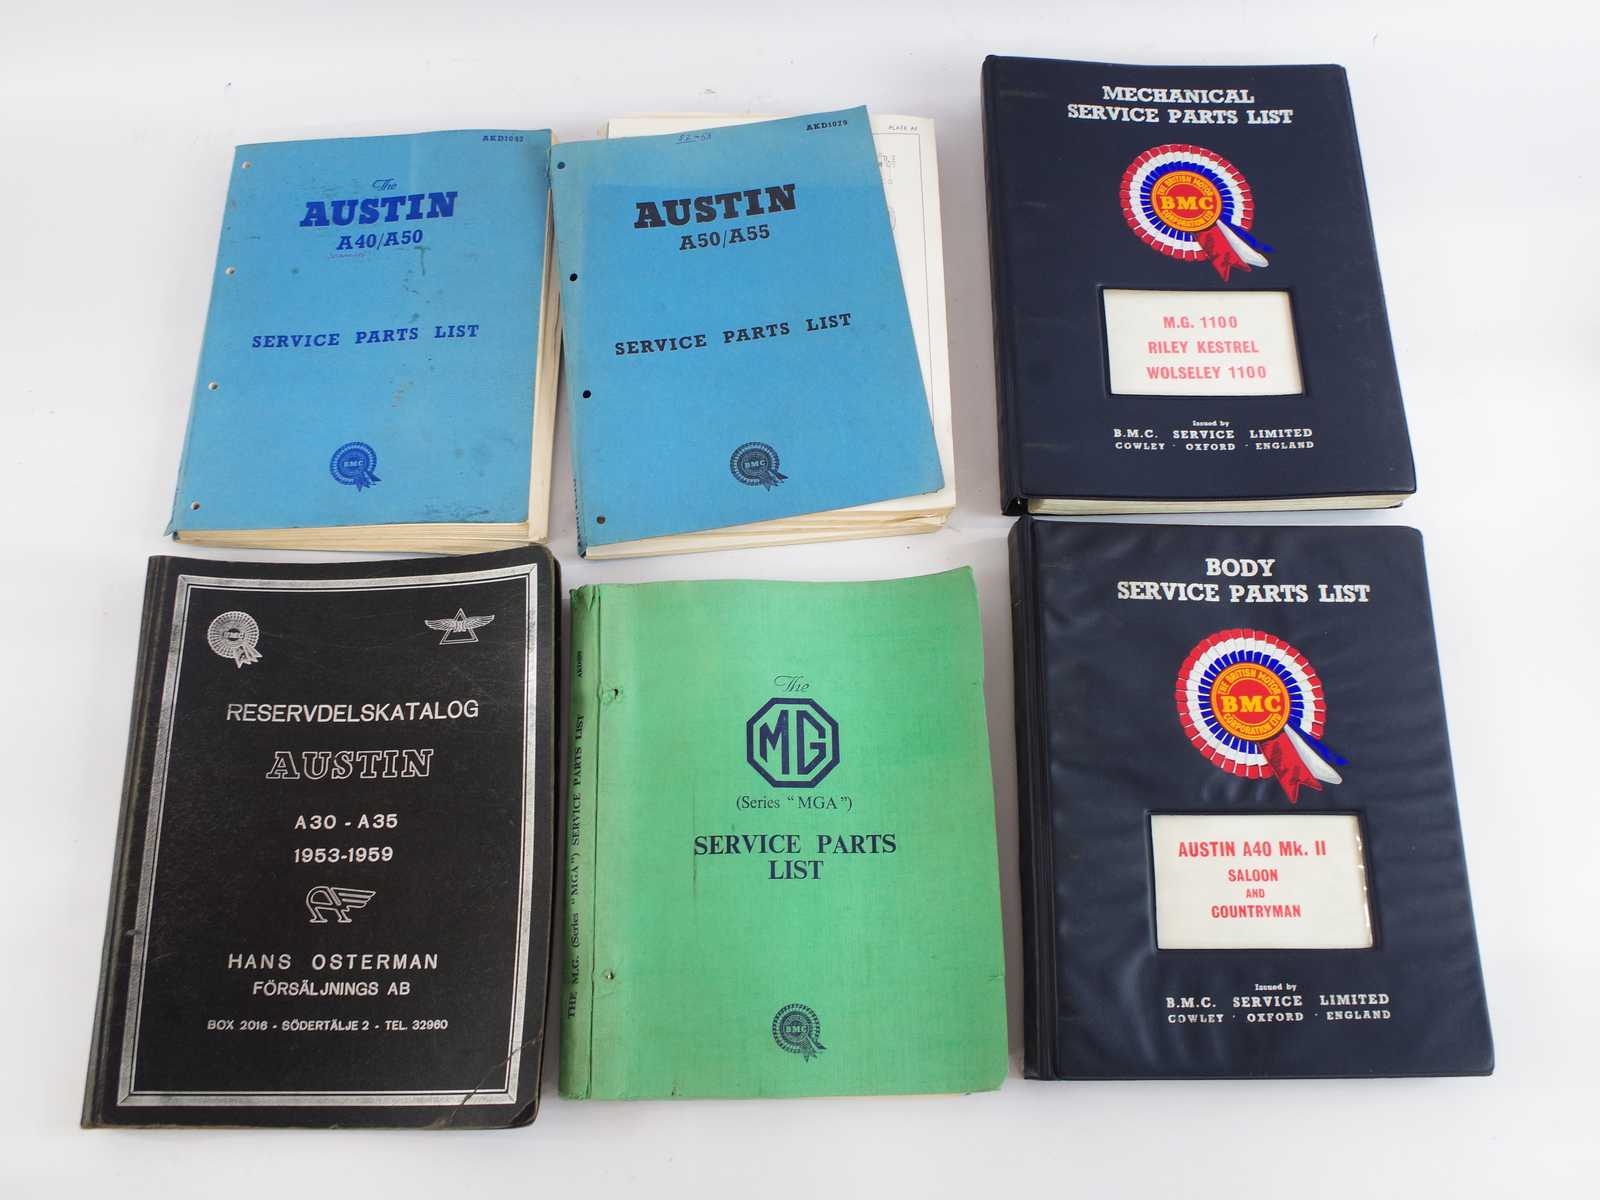 AKD1042
The
AUSTIN
A40/A50
SERVICE PARTS LIST
BMC
52-53
AKD1079
AUSTIN
A50/A55
SERVICE PARTS LIST
BMC
PLATE
MECHANICAL
SERVICE PARTS LIST
THE BRITISH MOTOR
BMC
CORPORATION LTD
M.G. 1100
RILEY KESTREL
WOLSELEY 1100
Issued by
B.M.C. SERVICE LIMITED
COWLEY · OXFORD · ENGLAND
BMC
RESERVDELSKATALOG
AUSTIN
A30 - A35
1953-1959
HANS OSTERMAN
FÖRSÄLJNINGS AB
BOX 2016 - SÖDERTÄLJE 2 - TEL. 32960
THE M.G. (Series "MGA") SERVICE PARTS LIST
The
MG
(Series "MGA")
SERVICE PARTS
LIST
BMC
BODY
SERVICE PARTS LIST
THE BRITISH MOTOR
BMC
CORPORATION LTD
AUSTIN A40 Mk. II
SALOON
AND
COUNTRYMAN
Issued by
B.M.C. SERVICE LIMITED
COWLEY · OXFORD · ENGLAND